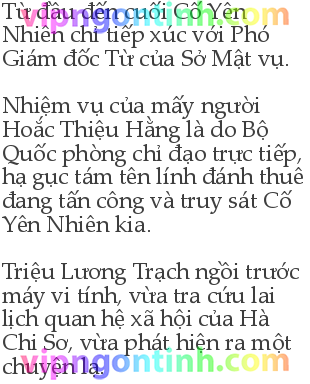 Từ đầu đến cuối, Cố Yên
Nhiên chỉ tiếp xúc với Phó
Giám đốc Từ của Sở Mật vụ.
Nhiệm vụ của mấy người
Hoắc Thiệu Hằng là do Bộ
Quốc phòng chỉ đạo trực tiếp,
hạ gục tám tên lính đánh thuê
đang tấn công và truy sát Cố
Yên Nhiên kia.
Triệu Lương Trạch ngồi trước
máy vi tính, vừa tra cứu lai
lịch quan hệ xã hội của Hà
Chi Sơ, vừa phát hiện ra một
chuyện lạ.
vipngontinh.com
vipngontinh.com